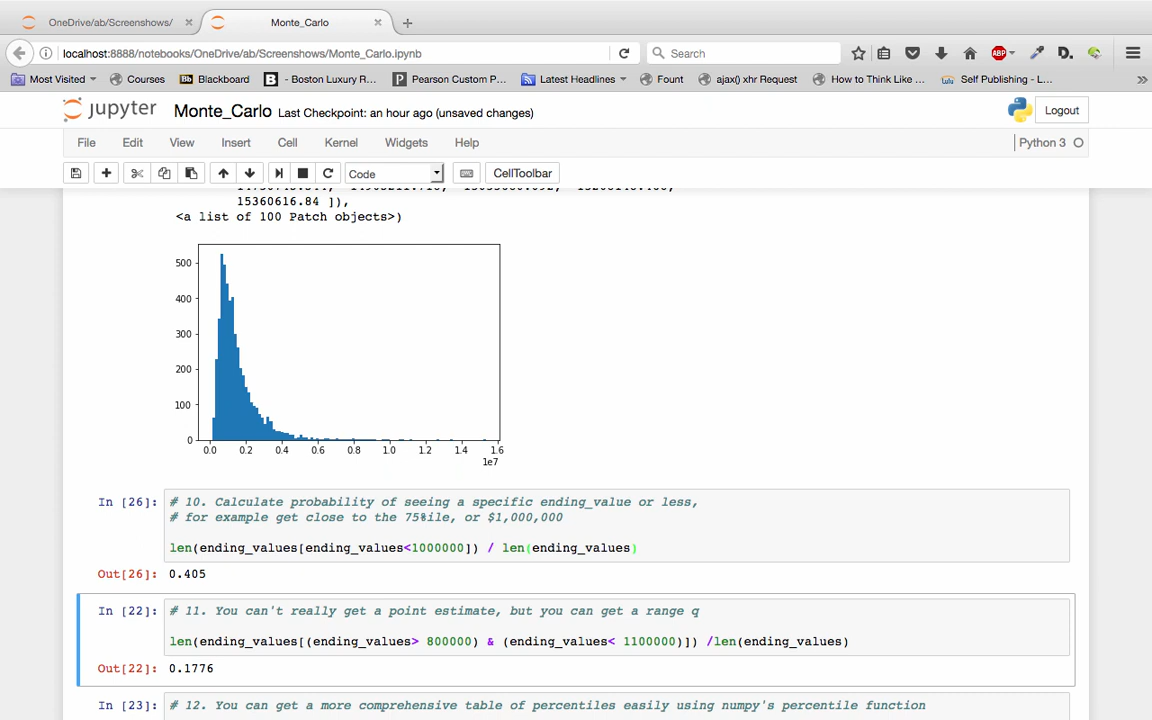 OneDrive/ab/Screenshows/
Monte_Carlo
localhost:8888/notebooks/OneDrive/ab/Screenshows/Monte_Carlo.ipynb
Search
ABP
D.
Most Visited
Courses
Bb Blackboard
B - Boston Luxury R...
P Pearson Custom P...
Latest Headlines
Fount
ajax() xhr Request
How to Think Like ...
Lulu Self Publishing - L...
jupyter Monte_Carlo Last Checkpoint: an hour ago (unsaved changes)
Logout
File Edit View Insert Cell Kernel Widgets Help
Python 3
Code
CellToolbar
15360616.84 ]),
<a list of 100 Patch objects>)
500
400
300
200
100
0
0.0 0.2 0.4 0.6 0.8 1.0 1.2 1.4 1.6
1e7
In [26]: # 10. Calculate probability of seeing a specific ending_value or less,
# for example get close to the 75%ile, or $1,000,000
len(ending_values[ending_values<1000000]) / len(ending_values)
Out[26]: 0.405
In [22]: # 11. You can't really get a point estimate, but you can get a range q
len(ending_values[(ending_values> 800000) & (ending_values< 1100000)]) /len(ending_values)
Out[22]: 0.1776
In [23]: # 12. You can get a more comprehensive table of percentiles easily using numpy's percentile function